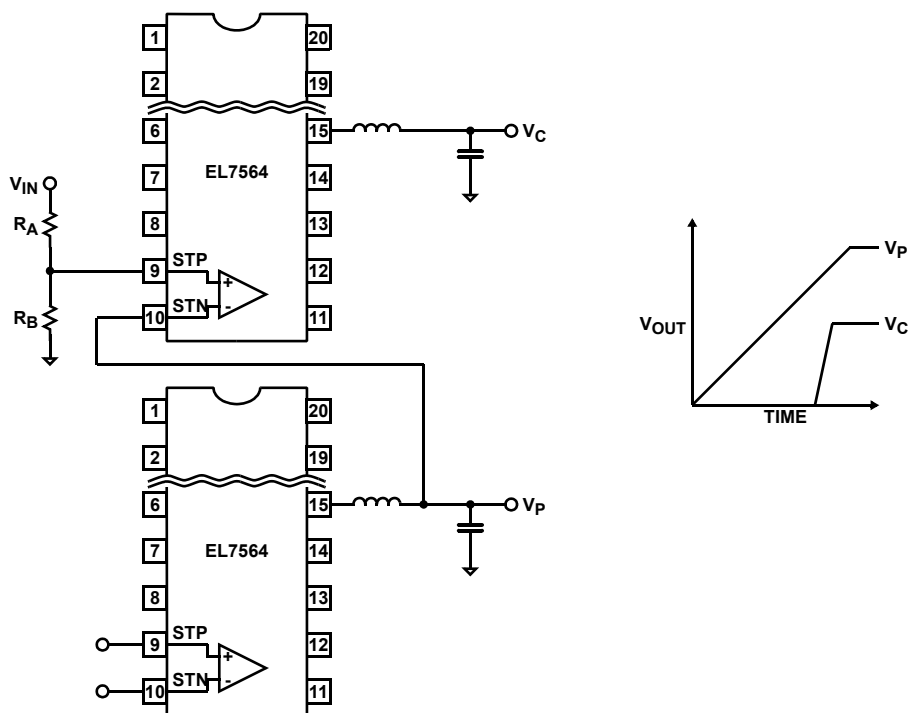 1 20
2 19
6 15 V_C
EL7564
7 14
V_IN
R_A
8 13
9 STP + 12
R_B
10 STN - 11
V_OUT
V_P
V_C
TIME
1 20
2 19
6 15 V_P
EL7564
7 14
8 13
9 STP + 12
10 STN - 11